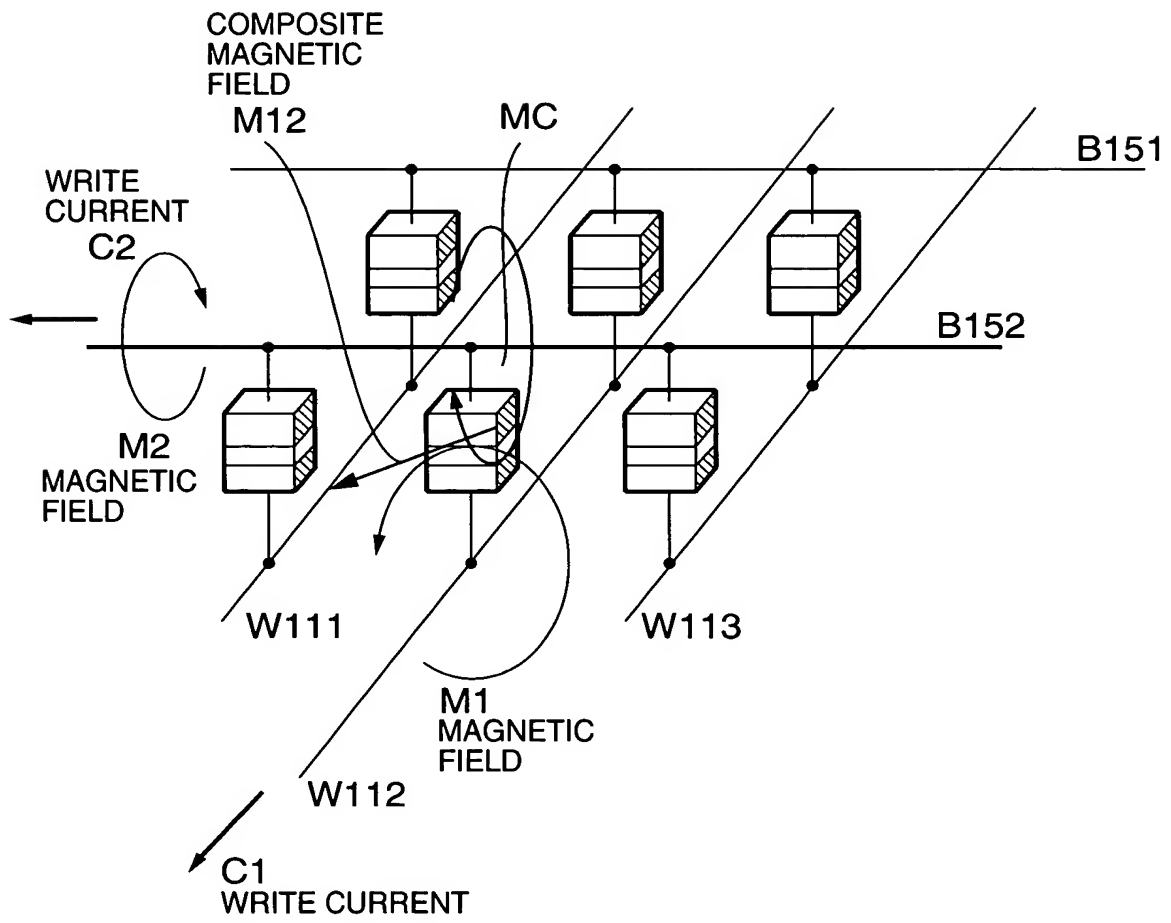 COMPOSITE
MAGNETIC
FIELD
M12
MC
B151
WRITE
CURRENT
C2
B152
M2
MAGNETIC
FIELD
W111
W113
M1
MAGNETIC
FIELD
W112
C1
WRITE CURRENT